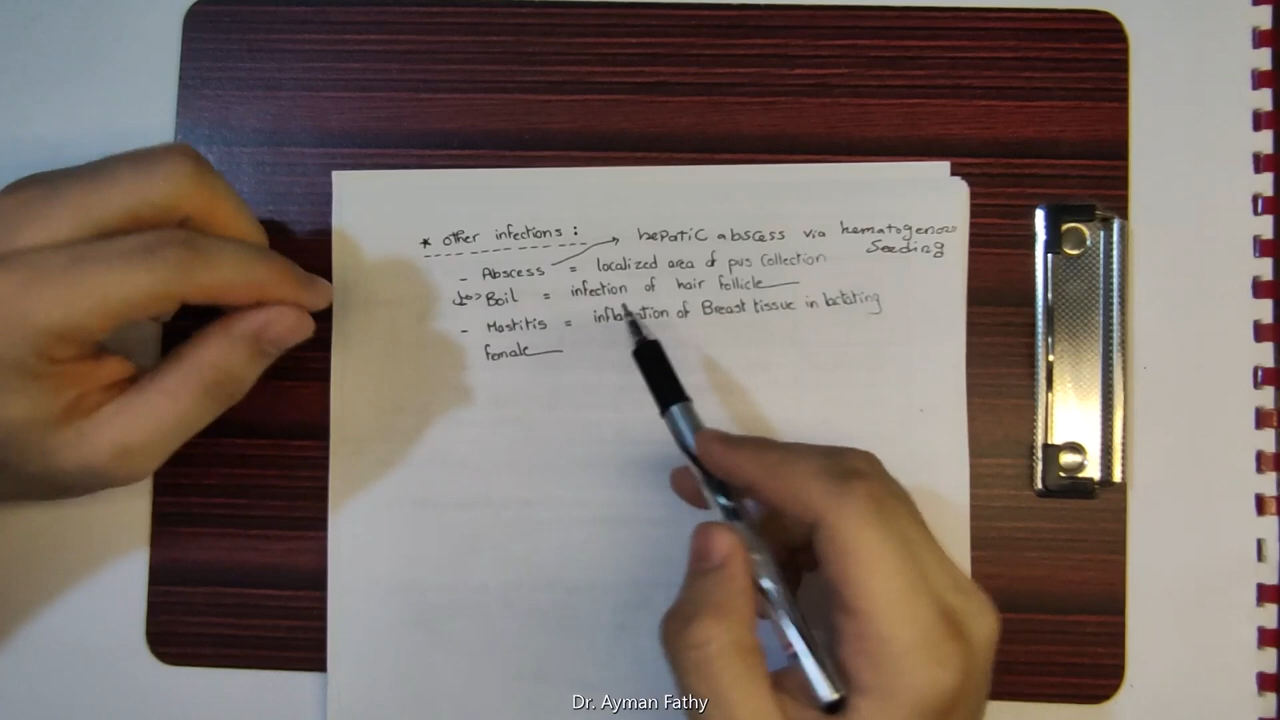 * other infections :
→ hepatic abscess via hematogenous seeding
- Abscess = localized area of pus collection
Boil = infection of hair follicle
- Mastitis = inflammation of Breast tissue in lactating
female
Dr. Ayman Fathy